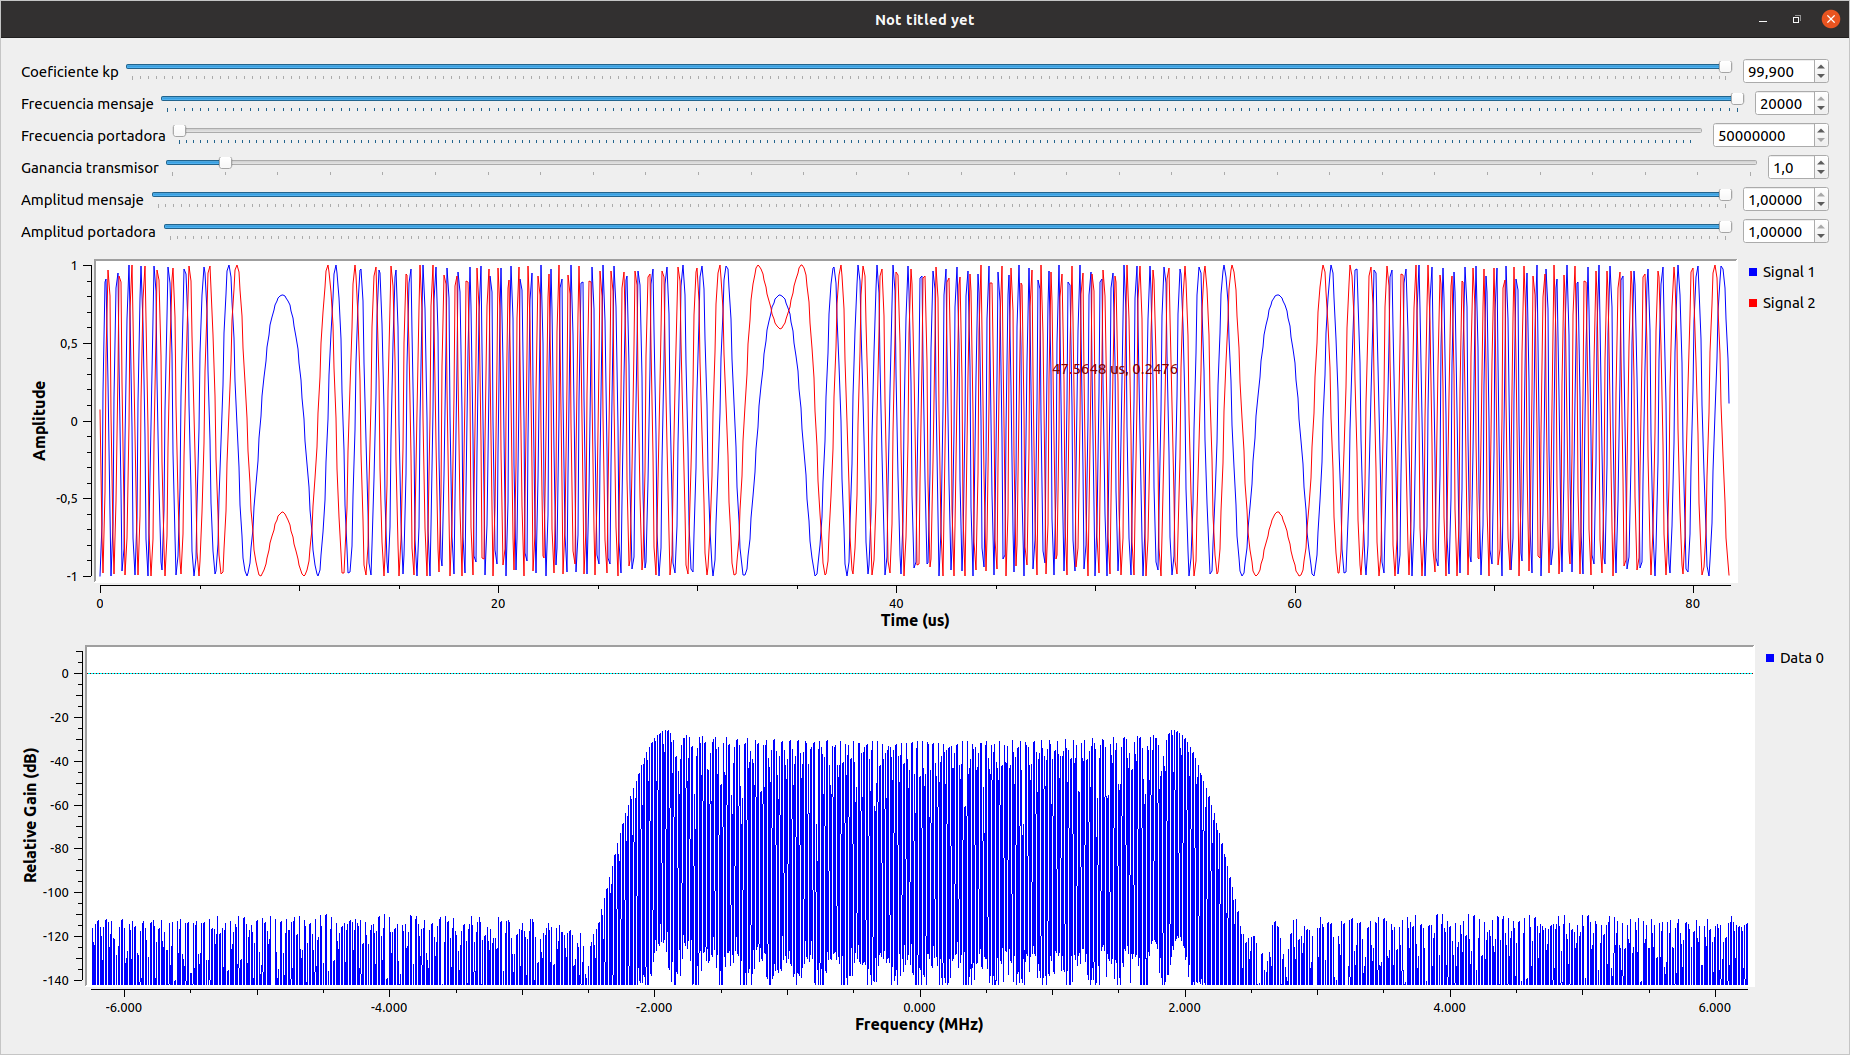 Not titled yet
Coeficiente kp 99,900
Frecuencia mensaje 20000
Frecuencia portadora 50000000
Ganancia transmisor 1,0
Amplitud mensaje 1,00000
Amplitud portadora 1,00000
Signal 1
Signal 2
47.5648 us, 0.2476
Amplitude
1
0,5
0
-0,5
-1
0 20 40 60 80
Time (us)
Data 0
Relative Gain (dB)
0
-20
-40
-60
-80
-100
-120
-140
-6.000 -4.000 -2.000 0.000 2.000 4.000 6.000
Frequency (MHz)